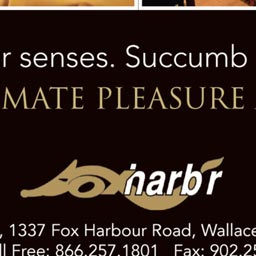 r senses. Succumb
MATE PLEASURE
Foxharb'r
, 1337 Fox Harbour Road, Wallace
ll Free: 866.257.1801 Fax: 902.25